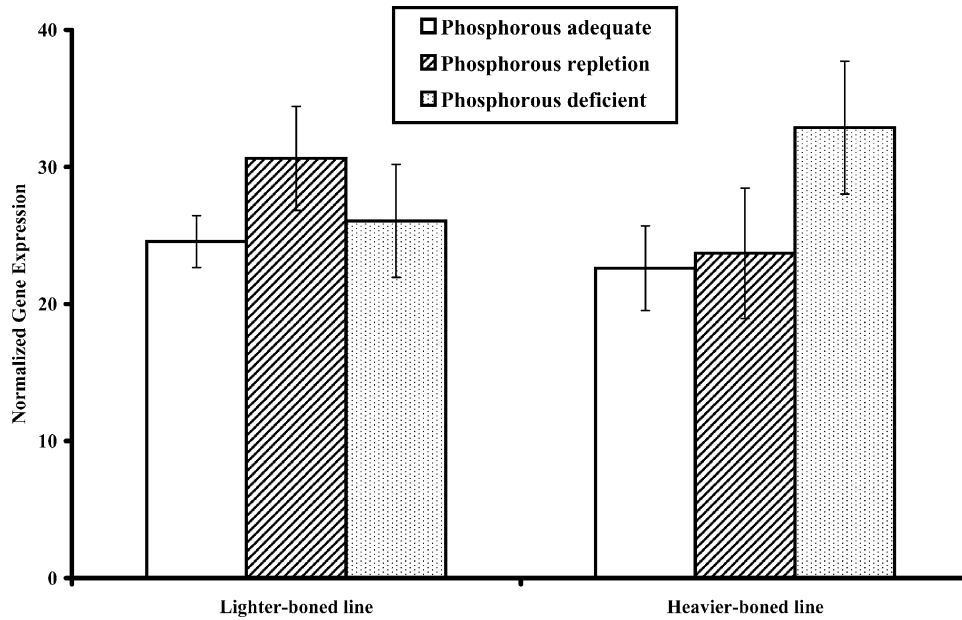 Phosphorous adequate
Phosphorous repletion
Phosphorous deficient
Normalized Gene Expression
40
30
20
10
0
Lighter-boned line
Heavier-boned line